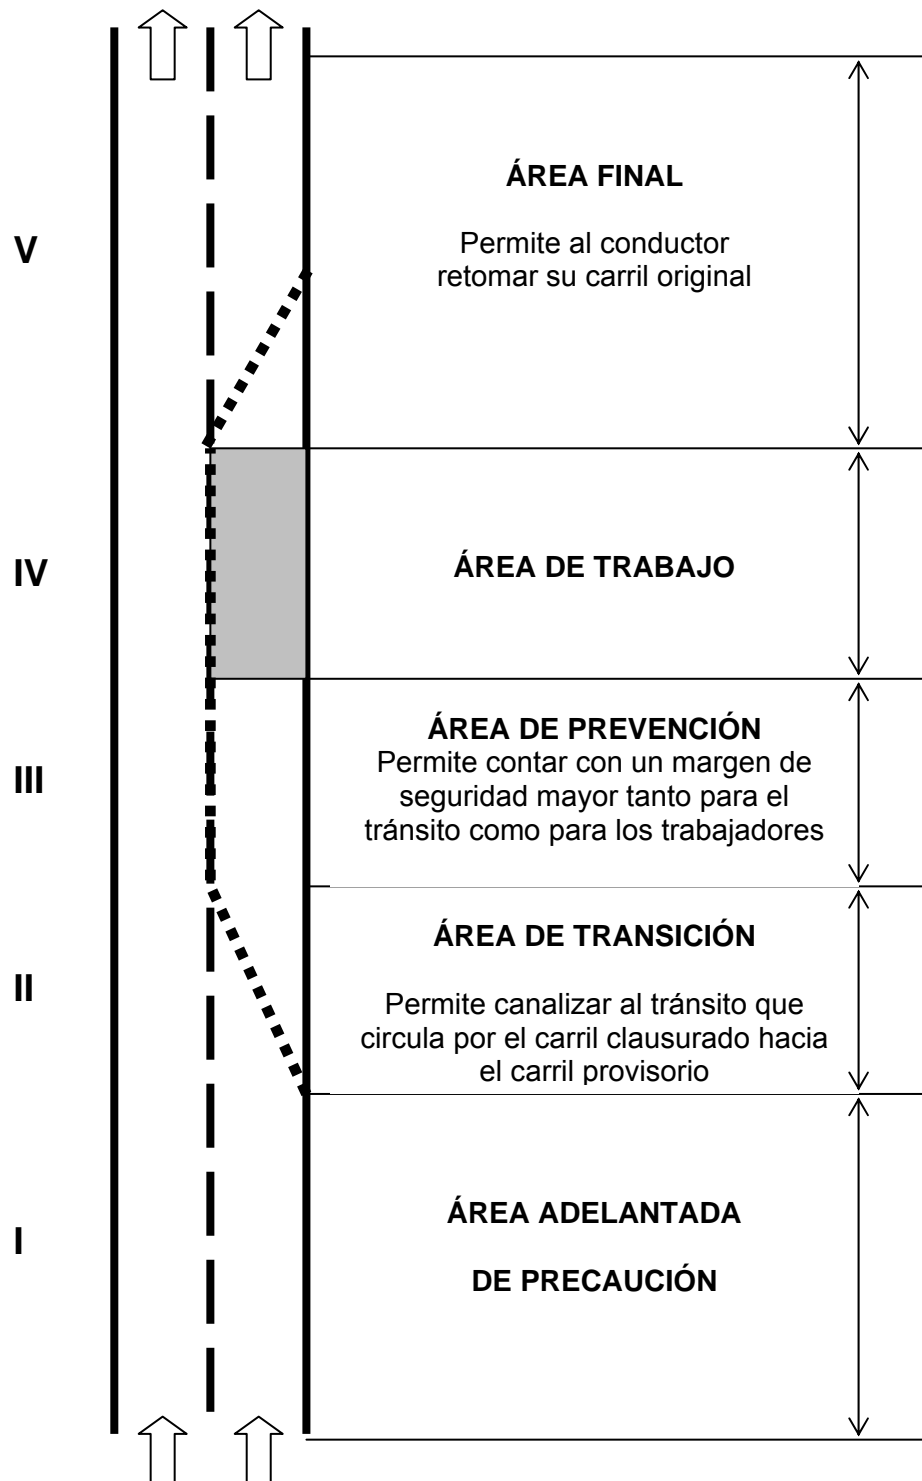 V
ÁREA FINAL
Permite al conductor
retomar su carril original
IV
ÁREA DE TRABAJO
III
ÁREA DE PREVENCIÓN
Permite contar con un margen de
seguridad mayor tanto para el
tránsito como para los trabajadores
II
ÁREA DE TRANSICIÓN
Permite canalizar al tránsito que
circula por el carril clausurado hacia
el carril provisorio
I
ÁREA ADELANTADA
DE PRECAUCIÓN